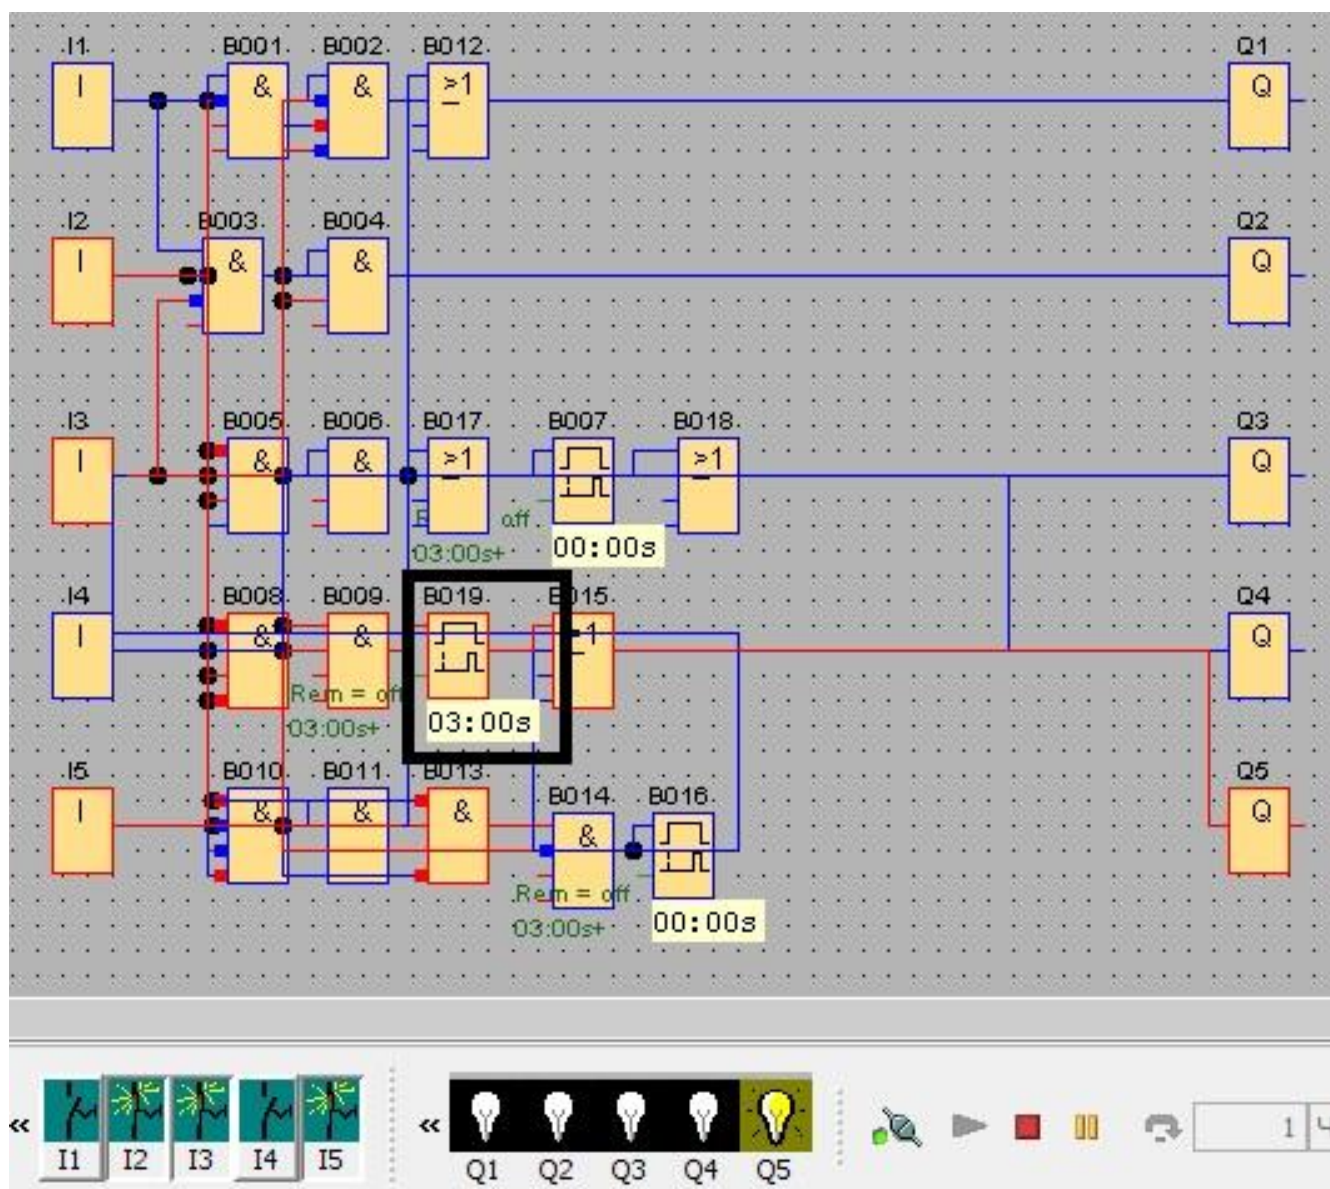 I1 B001 B002 B012 Q1
I & & >1 Q
I2 B003 B004 Q2
I & & Q
I3 B005 B006 B017 B007 B018 Q3
I & & >1 >1 Q
off
03:00s+ 00:00s
I4 B008 B009 B019 B015 Q4
I & & 1 Q
Rem = off
03:00s+ 03:00s
I5 B010 B011 B013 B014 B016 Q5
I & & & & Q
Rem = off
03:00s+ 00:00s
« I1 I2 I3 I4 I5 « Q1 Q2 Q3 Q4 Q5 1